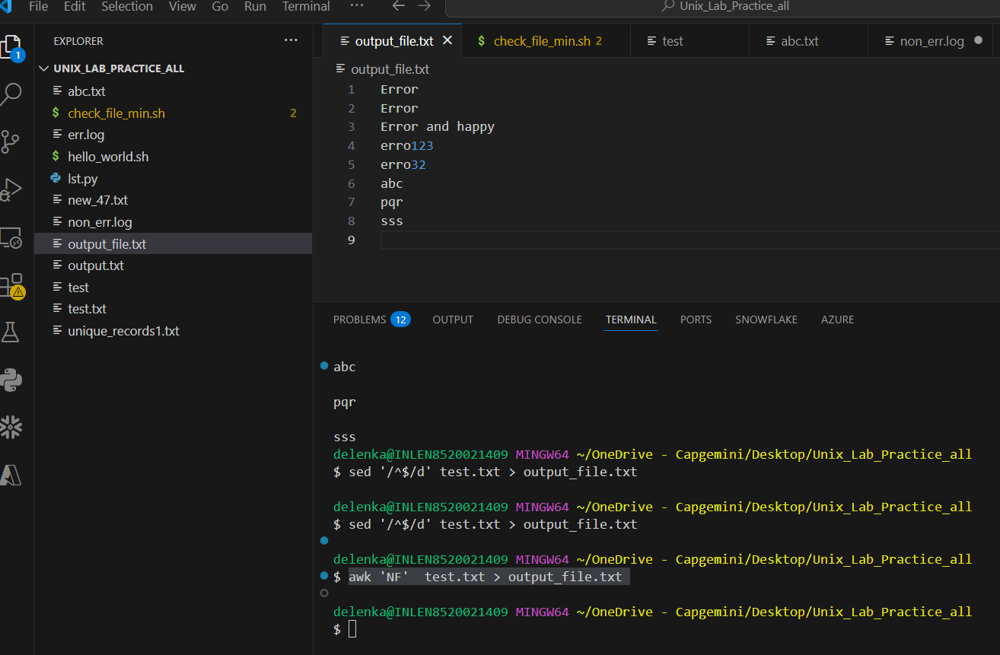 File Edit Selection View Go Run Terminal ··· Unix_Lab_Practice_all
EXPLORER ···
1
UNIX_LAB_PRACTICE_ALL
abc.txt
$ check_file_min.sh 2
err.log
$ hello_world.sh
lst.py
new_47.txt
non_err.log
output_file.txt
output.txt
test
test.txt
unique_records1.txt
output_file.txt $ check_file_min.sh 2 test abc.txt non_err.log
output_file.txt
1 Error
2 Error
3 Error and happy
4 erro123
5 erro32
6 abc
7 pqr
8 sss
9
PROBLEMS 12 OUTPUT DEBUG CONSOLE TERMINAL PORTS SNOWFLAKE AZURE
abc
pqr
sss
delenka@INLEN8520021409 MINGW64 ~/OneDrive - Capgemini/Desktop/Unix_Lab_Practice_all
$ sed '/^$/d' test.txt > output_file.txt
delenka@INLEN8520021409 MINGW64 ~/OneDrive - Capgemini/Desktop/Unix_Lab_Practice_all
$ sed '/^$/d' test.txt > output_file.txt
delenka@INLEN8520021409 MINGW64 ~/OneDrive - Capgemini/Desktop/Unix_Lab_Practice_all
$ awk 'NF'  test.txt > output_file.txt
delenka@INLEN8520021409 MINGW64 ~/OneDrive - Capgemini/Desktop/Unix_Lab_Practice_all
$